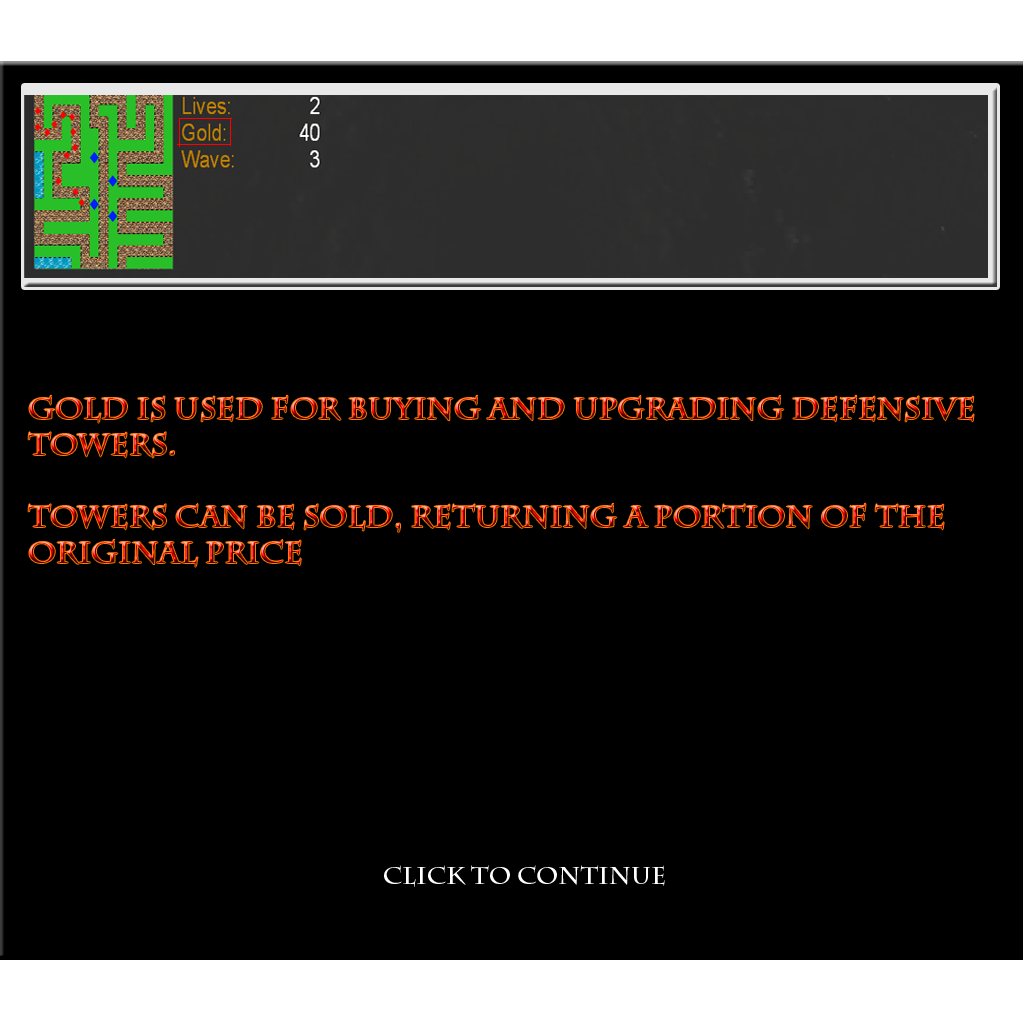 Lives: 2
Gold: 40
Wave: 3
GOLD IS USED FOR BUYING AND UPGRADING DEFENSIVE
TOWERS.
TOWERS CAN BE SOLD, RETURNING A PORTION OF THE
ORIGINAL PRICE
CLICK TO CONTINUE